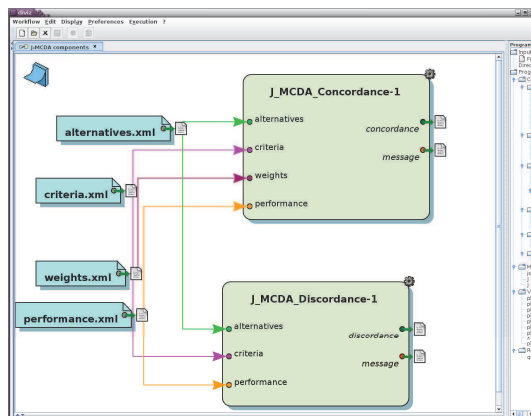 diviz
Workflow Edit Display Preferences Execution ?
J-MCDA components
Program
J_MCDA_Concordance-1
alternatives
concordance
criteria
message
weights
performance
alternatives.xml
criteria.xml
weights.xml
performance.xml
J_MCDA_Discordance-1
alternatives
discordance
criteria
message
performance